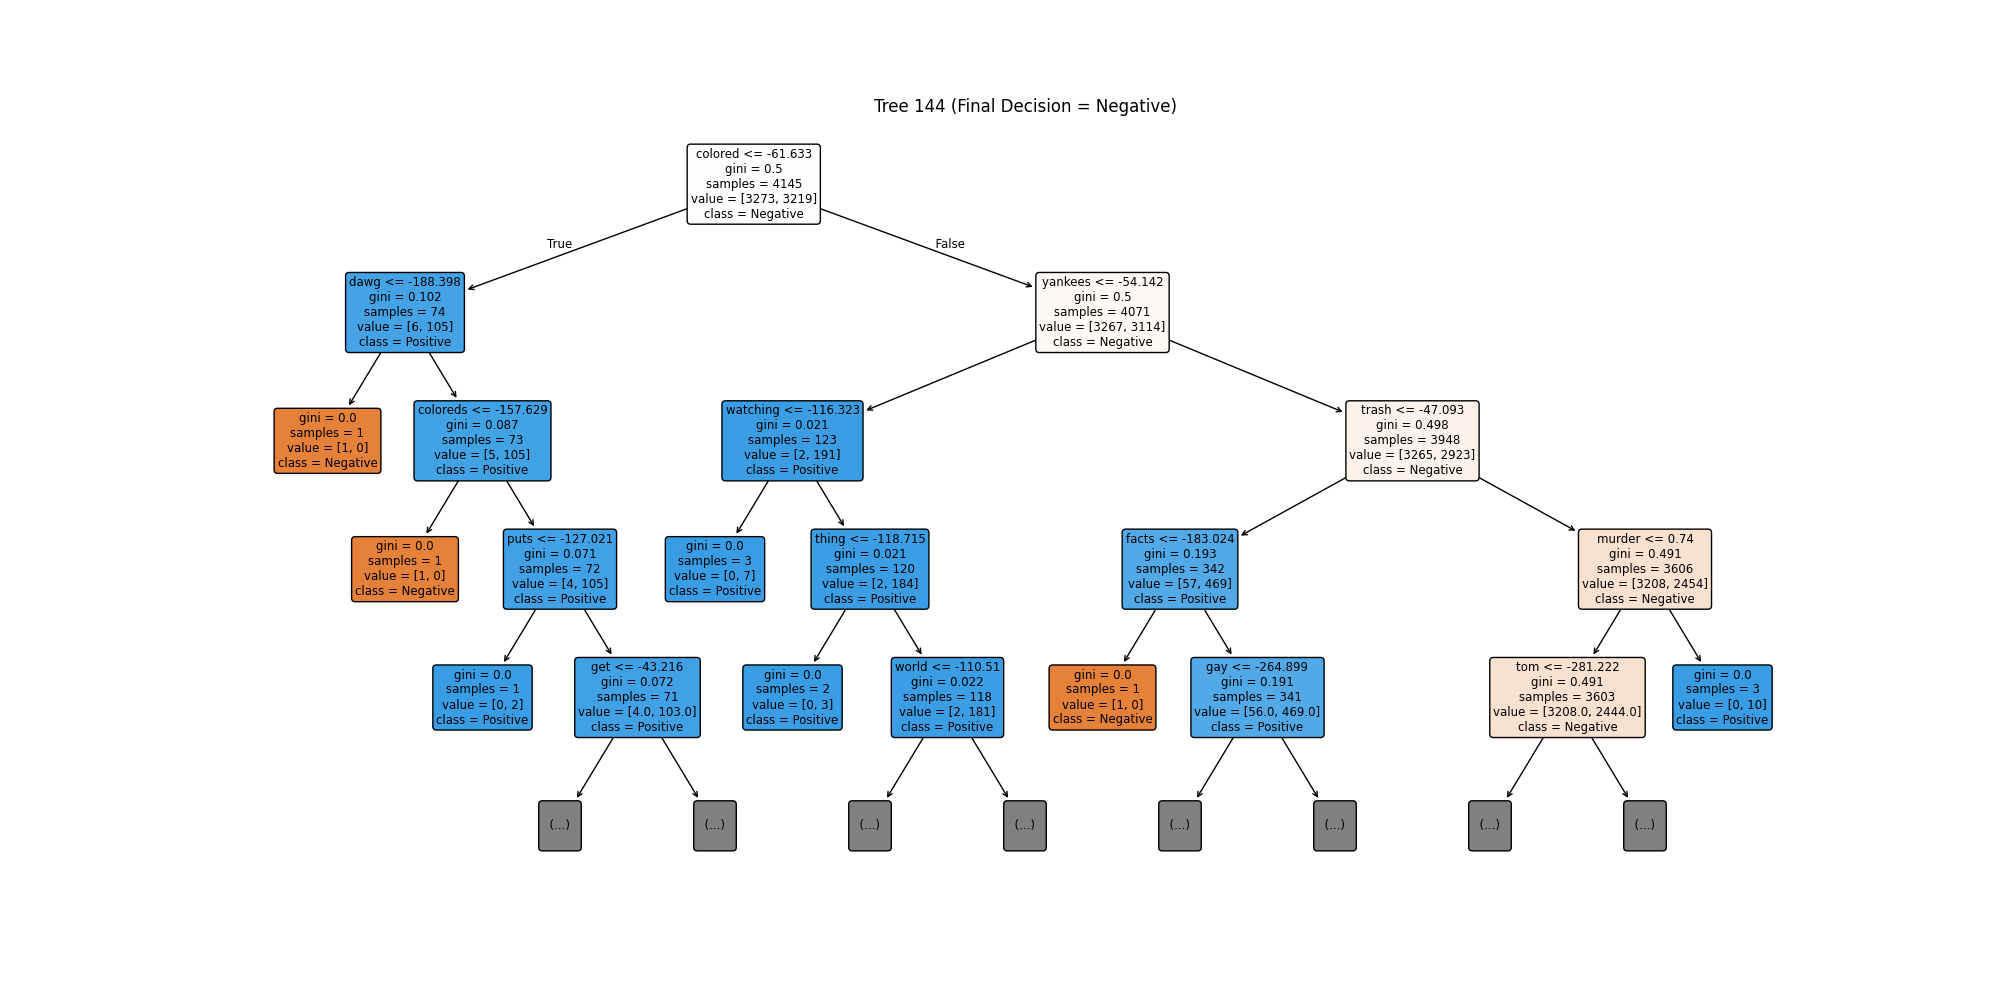 Tree 144 (Final Decision = Negative)
colored <= -61.633
gini = 0.5
samples = 4145
value = [3273, 3219]
class = Negative
True
False
dawg <= -188.398
gini = 0.102
samples = 74
value = [6, 105]
class = Positive
yankees <= -54.142
gini = 0.5
samples = 4071
value = [3267, 3114]
class = Negative
gini = 0.0
samples = 1
value = [1, 0]
class = Negative
coloreds <= -157.629
gini = 0.087
samples = 73
value = [5, 105]
class = Positive
watching <= -116.323
gini = 0.021
samples = 123
value = [2, 191]
class = Positive
trash <= -47.093
gini = 0.498
samples = 3948
value = [3265, 2923]
class = Negative
gini = 0.0
samples = 1
value = [1, 0]
class = Negative
puts <= -127.021
gini = 0.071
samples = 72
value = [4, 105]
class = Positive
gini = 0.0
samples = 3
value = [0, 7]
class = Positive
thing <= -118.715
gini = 0.021
samples = 120
value = [2, 184]
class = Positive
facts <= -183.024
gini = 0.193
samples = 342
value = [57, 469]
class = Positive
murder <= 0.74
gini = 0.491
samples = 3606
value = [3208, 2454]
class = Negative
gini = 0.0
samples = 1
value = [0, 2]
class = Positive
get <= -43.216
gini = 0.072
samples = 71
value = [4.0, 103.0]
class = Positive
gini = 0.0
samples = 2
value = [0, 3]
class = Positive
world <= -110.51
gini = 0.022
samples = 118
value = [2, 181]
class = Positive
gini = 0.0
samples = 1
value = [1, 0]
class = Negative
gay <= -264.899
gini = 0.191
samples = 341
value = [56.0, 469.0]
class = Positive
tom <= -281.222
gini = 0.491
samples = 3603
value = [3208.0, 2444.0]
class = Negative
gini = 0.0
samples = 3
value = [0, 10]
class = Positive
(...)
(...)
(...)
(...)
(...)
(...)
(...)
(...)